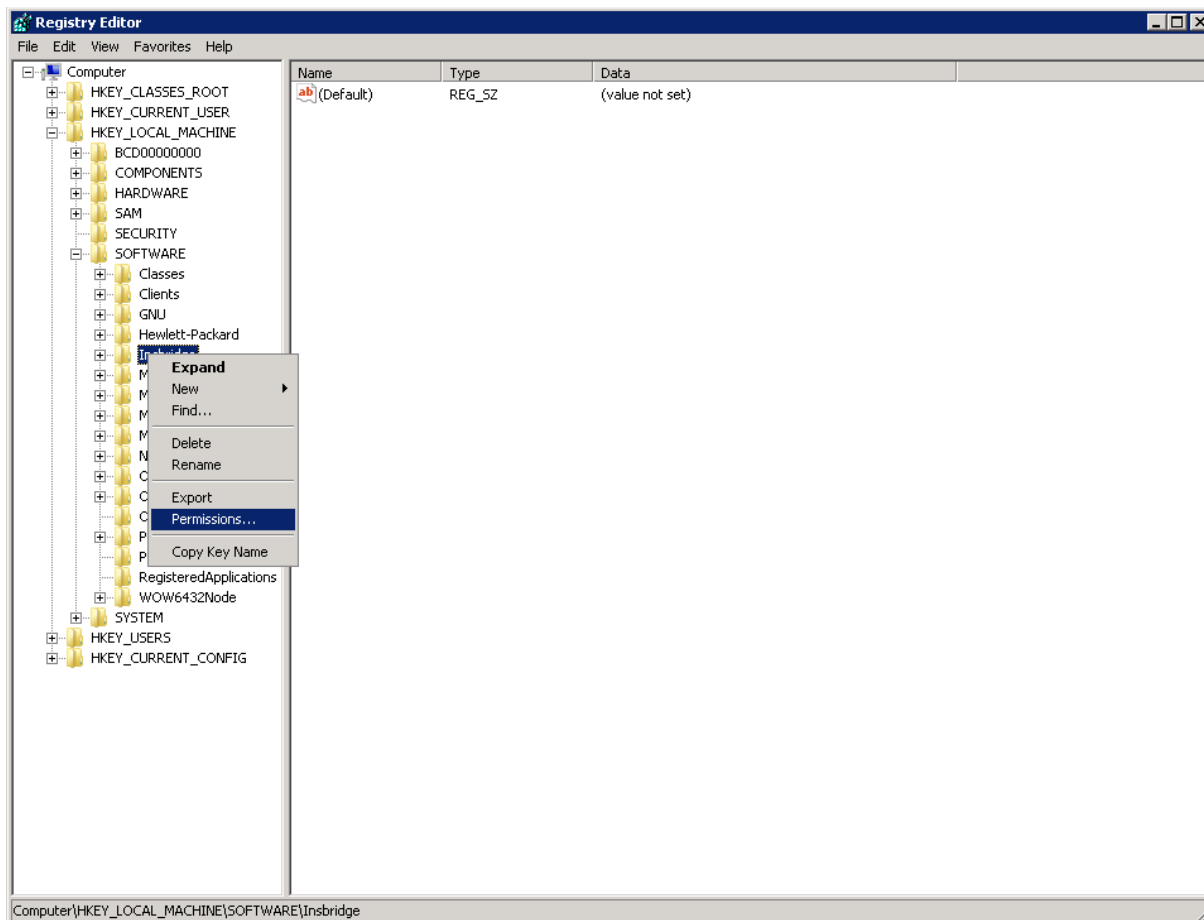 Registry Editor
File Edit View Favorites Help
Computer
HKEY_CLASSES_ROOT
HKEY_CURRENT_USER
HKEY_LOCAL_MACHINE
BCD00000000
COMPONENTS
HARDWARE
SAM
SECURITY
SOFTWARE
Classes
Clients
GNU
Hewlett-Packard
Insbridge
M
M
M
M
N
O
O
O
P
P
RegisteredApplications
WOW6432Node
SYSTEM
HKEY_USERS
HKEY_CURRENT_CONFIG
Expand
New
Find...
Delete
Rename
Export
Permissions...
Copy Key Name
Name Type Data
ab (Default) REG_SZ (value not set)
Computer\HKEY_LOCAL_MACHINE\SOFTWARE\Insbridge